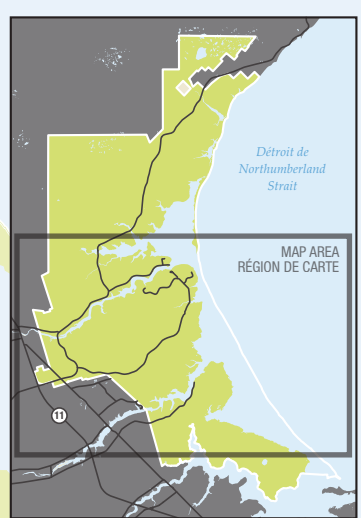 Détroit de
Northumberland
Strait
MAP AREA
RÉGION DE CARTE
11